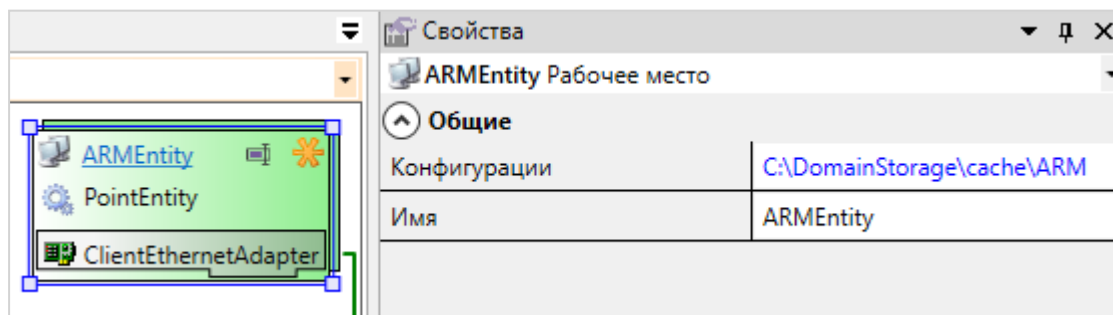 Свойства
ARMEntity Рабочее место
Общие
Конфигурации C:\DomainStorage\cache\ARM
Имя ARMEntity
ARMEntity
PointEntity
ClientEthernetAdapter